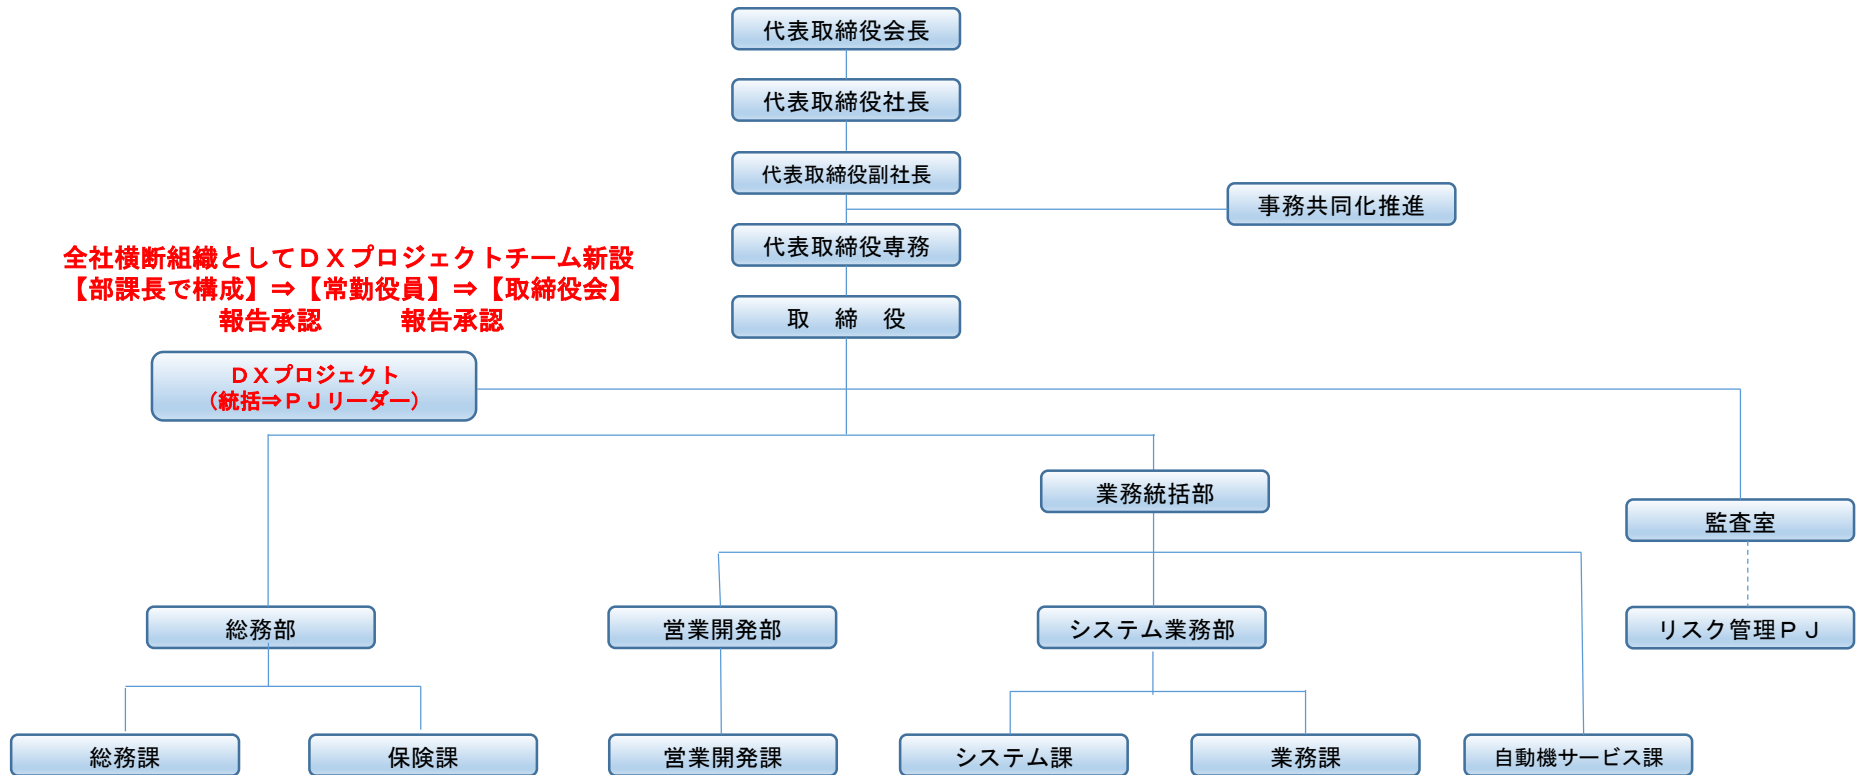 代表取締役会長
代表取締役社長
代表取締役副社長
事務共同化推進
代表取締役専務
全社横断組織としてＤＸプロジェクトチーム新設
【部課長で構成】⇒【常勤役員】⇒【取締役会】
報告承認　　　報告承認
取　締　役
ＤＸプロジェクト
（統括⇒ＰＪリーダー）
業務統括部
監査室
総務部
営業開発部
システム業務部
リスク管理ＰＪ
総務課
保険課
営業開発課
システム課
業務課
自動機サービス課